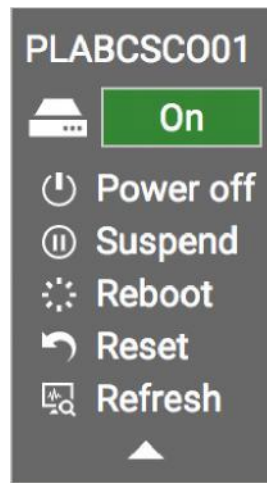 PLABCSCO01
On
Power off
Suspend
Reboot
Reset
Refresh